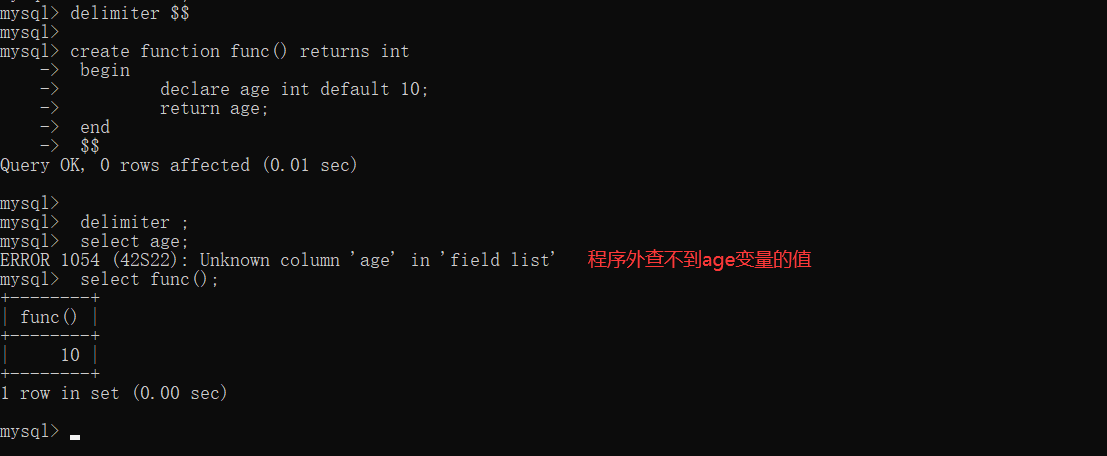 mysql> delimiter $$
mysql>
mysql> create function func() returns int
    ->  begin
    ->          declare age int default 10;
    ->          return age;
    ->  end
    ->  $$
Query OK, 0 rows affected (0.01 sec)
mysql>
mysql>  delimiter ;
mysql>  select age;
ERROR 1054 (42S22): Unknown column 'age' in 'field list' 程序外查不到age变量的值
mysql>  select func();
+--------+
| func() |
+--------+
|     10 |
+--------+
1 row in set (0.00 sec)
mysql>